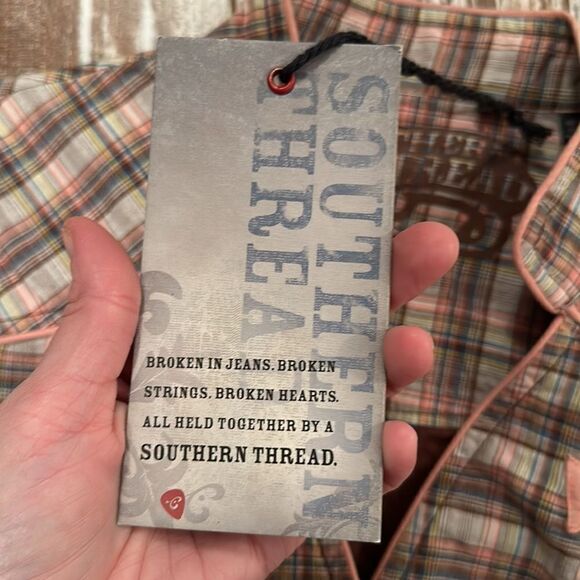 SOUTHERN
THREAD
BROKEN IN JEANS. BROKEN
STRINGS. BROKEN HEARTS.
ALL HELD TOGETHER BY A
SOUTHERN THREAD.